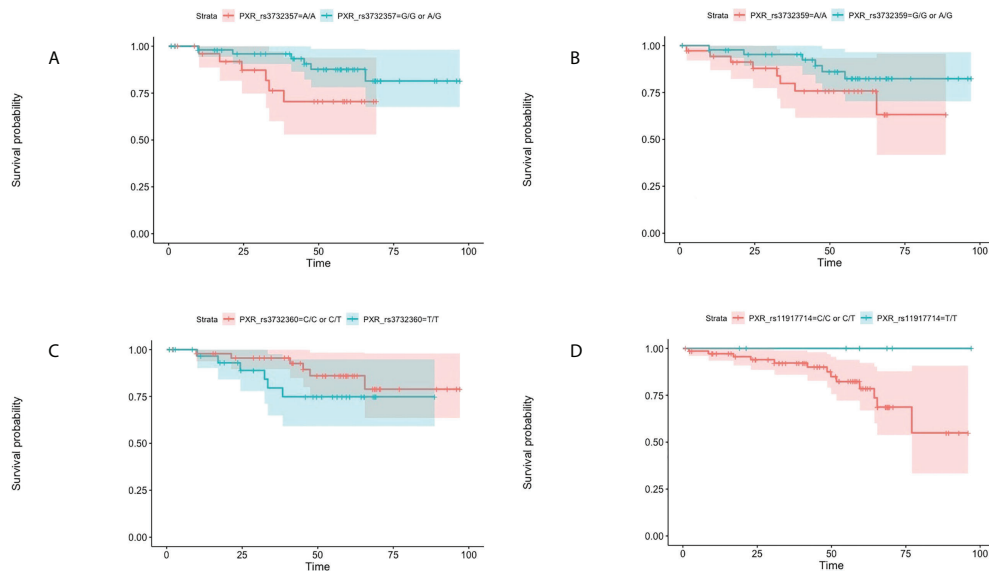 Strata PXR_rs3732357=A/A PXR_rs3732357=G/G or A/G
A
Survival probability
1.00
0.75
0.50
0.25
0.00
0 25 50 75 100
Time
Strata PXR_rs3732359=A/A PXR_rs3732359=G/G or A/G
B
Survival probability
1.00
0.75
0.50
0.25
0.00
0 25 50 75 100
Time
Strata PXR_rs3732360=C/C or C/T PXR_rs3732360=T/T
C
Survival probability
1.00
0.75
0.50
0.25
0.00
0 25 50 75 100
Time
Strata PXR_rs11917714=C/C or C/T PXR_rs11917714=T/T
D
Survival probability
1.00
0.75
0.50
0.25
0.00
0 25 50 75 100
Time